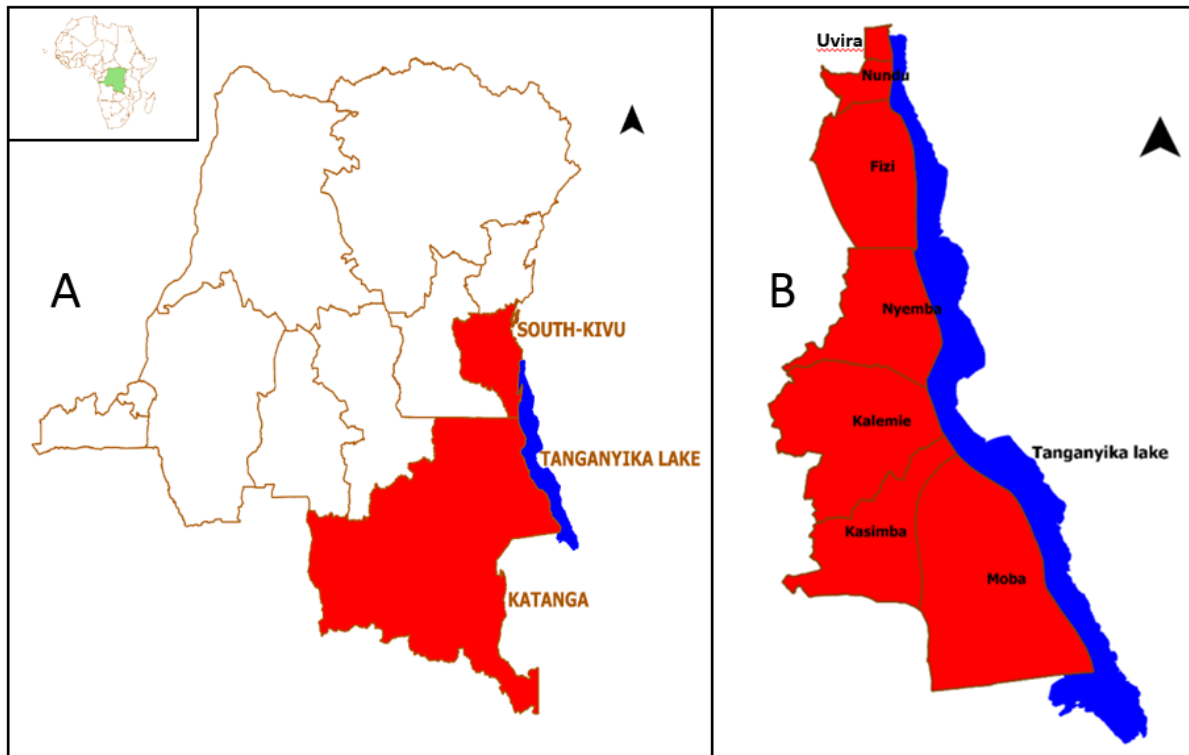 A
SOUTH-KIVU
TANGANYIKA LAKE
KATANGA
B
Uvira
Nundu
Fizi
Nyemba
Kalemie
Tanganyika lake
Kasimba
Moba